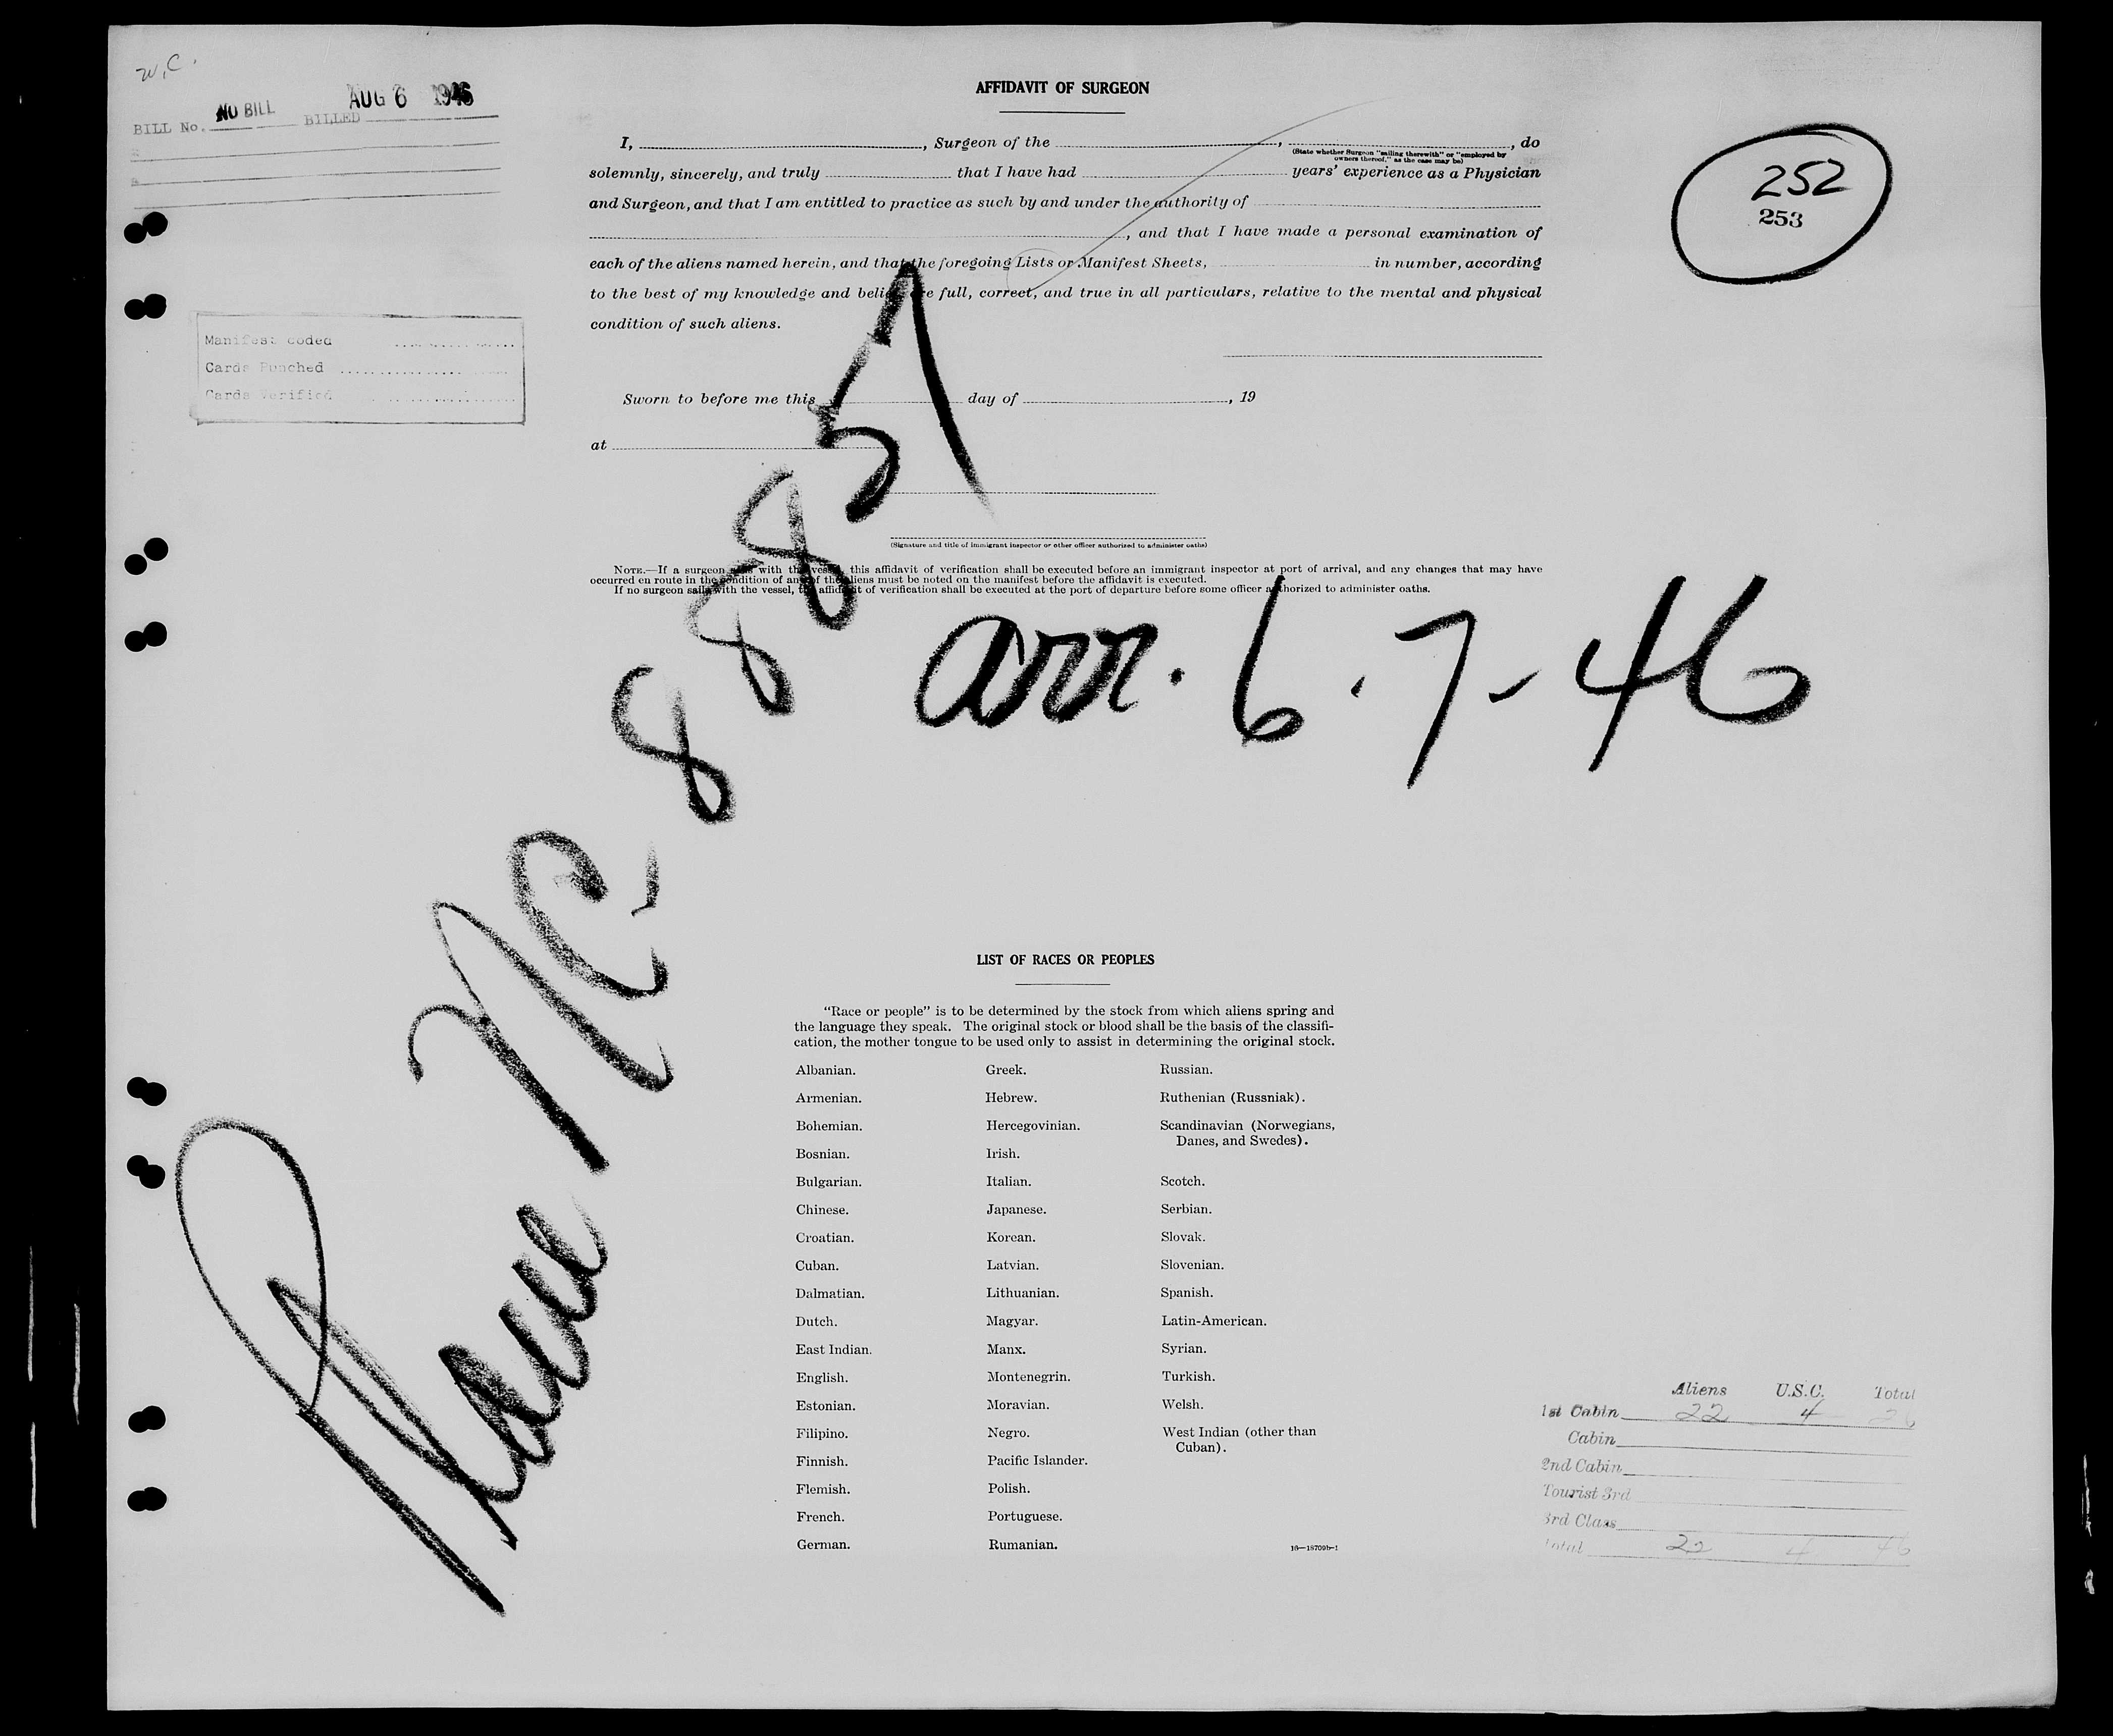 W.C.
BILL No. NO BILL BILLED AUG 6 1946
AFFIDAVIT OF SURGEON
I, , Surgeon of the , , do
(State whether Surgeon "sailing therewith" or "employed by
owners thereof," as the case may be)
solemnly, sincerely, and truly that I have had years' experience as a Physician
and Surgeon, and that I am entitled to practice as such by and under the authority of
, and that I have made a personal examination of
each of the aliens named herein, and that the foregoing Lists or Manifest Sheets, in number, according
to the best of my knowledge and belief are full, correct, and true in all particulars, relative to the mental and physical
condition of such aliens.
252
253
Manifest coded
Cards Punched
Cards Verified
Sworn to before me this day of , 19
at
(Signature and title of immigrant inspector or other officer authorized to administer oaths)
NOTE.—If a surgeon sails with the vessel, this affidavit of verification shall be executed before an immigrant inspector at port of arrival, and any changes that may have
occurred en route in the condition of any of the aliens must be noted on the manifest before the affidavit is executed.
If no surgeon sails with the vessel, the affidavit of verification shall be executed at the port of departure before some officer authorized to administer oaths.
Plane NC-88857
arr. 6.7-46
LIST OF RACES OR PEOPLES
"Race or people" is to be determined by the stock from which aliens spring and
the language they speak. The original stock or blood shall be the basis of the classifi-
cation, the mother tongue to be used only to assist in determining the original stock.
Albanian. Greek. Russian.
Armenian. Hebrew. Ruthenian (Russniak).
Bohemian. Hercegovinian. Scandinavian (Norwegians,
Danes, and Swedes).
Bosnian. Irish.
Bulgarian. Italian. Scotch.
Chinese. Japanese. Serbian.
Croatian. Korean. Slovak.
Cuban. Latvian. Slovenian.
Dalmatian. Lithuanian. Spanish.
Dutch. Magyar. Latin-American.
East Indian. Manx. Syrian.
English. Montenegrin. Turkish.
Estonian. Moravian. Welsh.
Filipino. Negro. West Indian (other than
Cuban).
Finnish. Pacific Islander.
Flemish. Polish.
French. Portuguese.
German. Rumanian.
16—18709b-1
Aliens U.S.C. Total
1st Cabin 22 4 26
Cabin
2nd Cabin
Tourist 3rd
3rd Class
Total 22 4